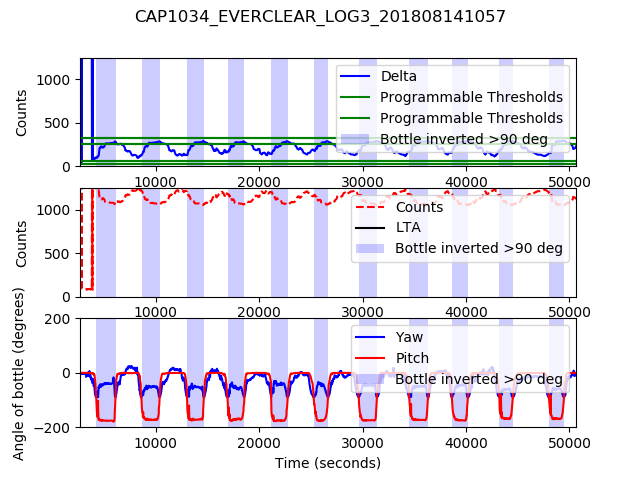 CAP1034_EVERCLEAR_LOG3_201808141057
Counts
1000
500
0
Delta
Programmable Thresholds
Programmable Thresholds
Bottle inverted >90 deg
10000 20000 30000 40000 50000
Counts
1000
500
0
Counts
LTA
Bottle inverted >90 deg
10000 20000 30000 40000 50000
Angle of bottle (degrees)
200
0
−200
Yaw
Pitch
Bottle inverted >90 deg
10000 20000 30000 40000 50000
Time (seconds)